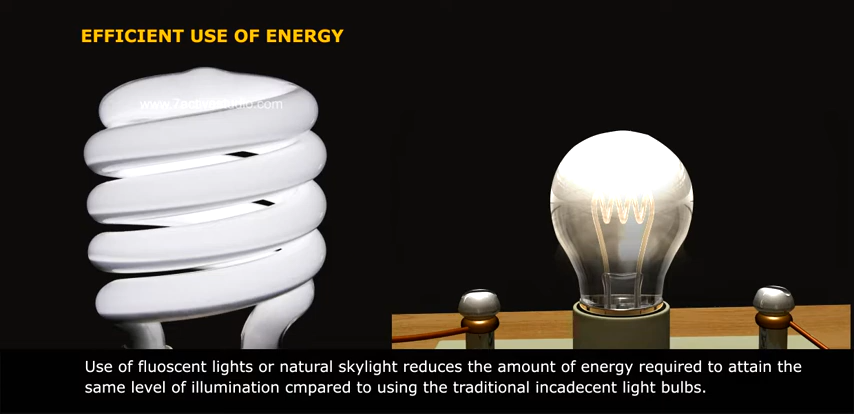 EFFICIENT USE OF ENERGY
Use of fluoscent lights or natural skylight reduces the amount of energy required to attain the
same level of illumination cmpared to using the traditional incadecent light bulbs.